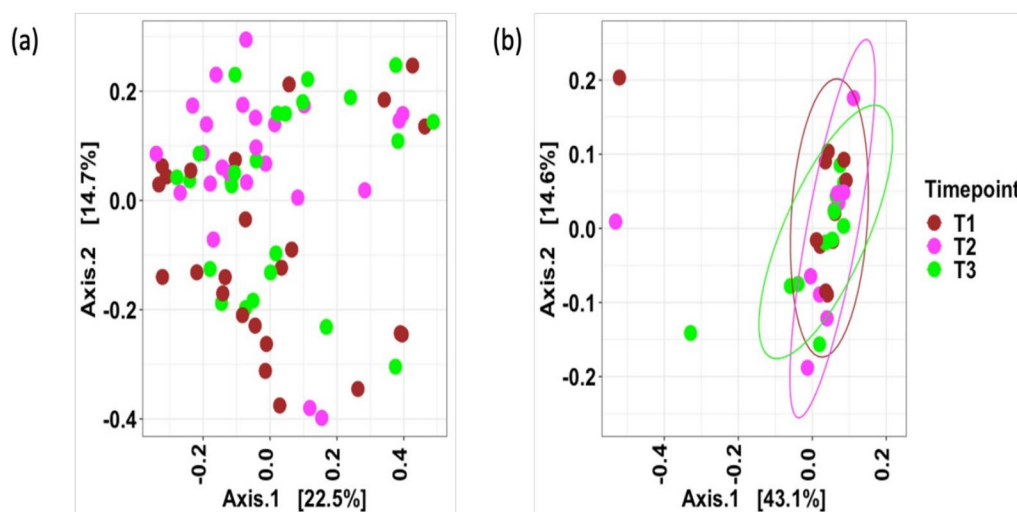 (a)
(b)
0.2
0.0
-0.2
-0.4
Axis.2 [14.7%]
-0.2
0.0
0.2
0.4
Axis.1 [22.5%]
0.2
0.1
0.0
-0.1
-0.2
Axis.2 [14.6%]
-0.4
-0.2
0.0
0.2
Axis.1 [43.1%]
Timepoint
T1
T2
T3